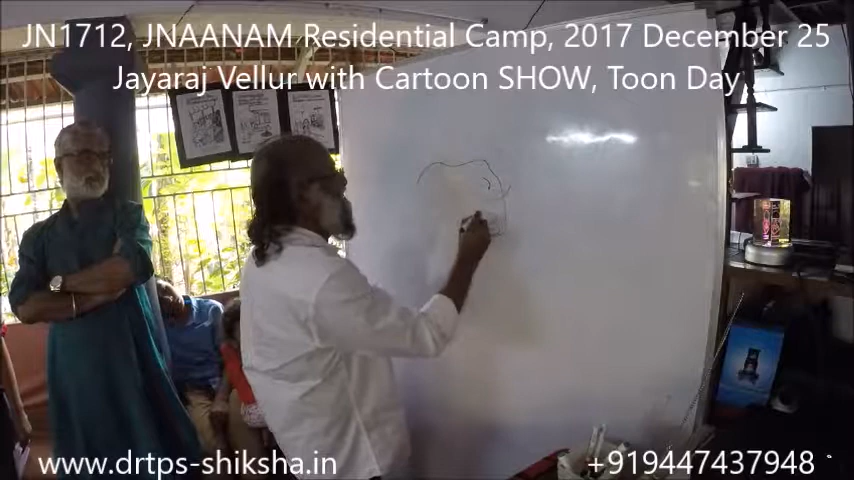 JN1712, JNAANAM Residential Camp, 2017 December 25
Jayaraj Vellur with Cartoon SHOW, Toon Day
www.drtps-shiksha.in
+919447437948